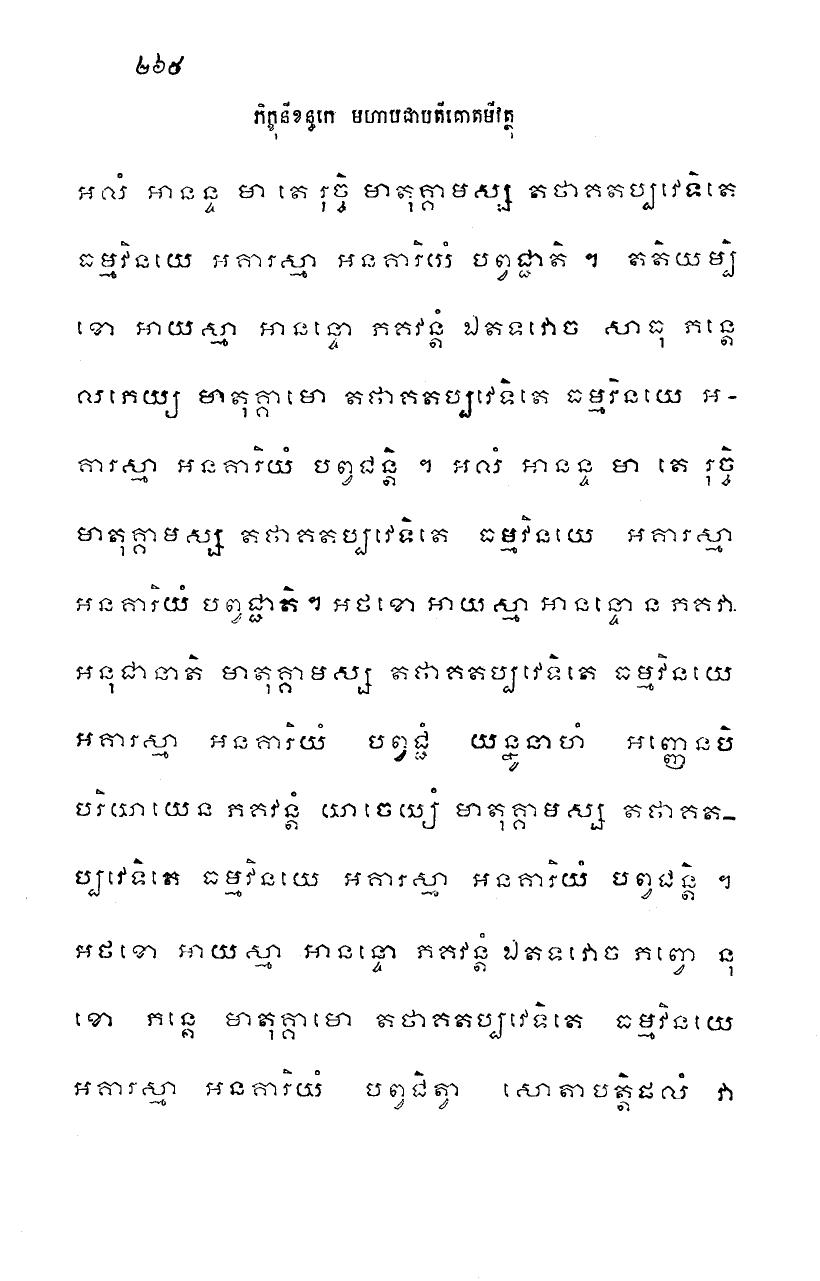 ២៦៨
ភិក្ខុនីខន្ធកេ មហាបជាបតីគោតមីវត្ថុ
អលំ អានន្ទ មា តេ រុច្ចិ មាតុគ្គាមស្ស តថាគតប្បវេទិតេ
ធម្មវិនយេ អគារស្មា អនគារិយំ បព្វជ្ជាតិ ។ តតិយម្បិ
ខោ អាយស្មា អានន្ទោ ភគវន្តំ ឯតទវោច សាធុ ភន្តេ
លភេយ្យ មាតុគ្គាមោ តថាគតប្បវេទិតេ ធម្មវិនយេ អ-
គារស្មា អនគារិយំ បព្វជន្តិ ។ អលំ អានន្ទ មា តេ រុច្ចិ
មាតុគ្គាមស្ស តថាគតប្បវេទិតេ ធម្មវិនយេ អគារស្មា
អនគារិយំ បព្វជ្ជាតិ ។ អថខោ អាយស្មា អានន្ទោ ន ភគវា
អនុជានាតិ មាតុគ្គាមស្ស តថាគតប្បវេទិតេ ធម្មវិនយេ
អគារស្មា អនគារិយំ បព្វជ្ជំ យន្នូនាហំ អញ្ញេនបិ
បរិយាយេន ភគវន្តំ យាចេយ្យំ មាតុគ្គាមស្ស តថាគត-
ប្បវេទិតេ ធម្មវិនយេ អគារស្មា អនគារិយំ បព្វជន្តិ ។
អថខោ អាយស្មា អានន្ទោ ភគវន្តំ ឯតទវោច ភព្វោ នុ
ខោ ភន្តេ មាតុគ្គាមោ តថាគតប្បវេទិតេ ធម្មវិនយេ
អគារស្មា អនគារិយំ បព្វជិត្វា សោតាបត្តិផលំ វា